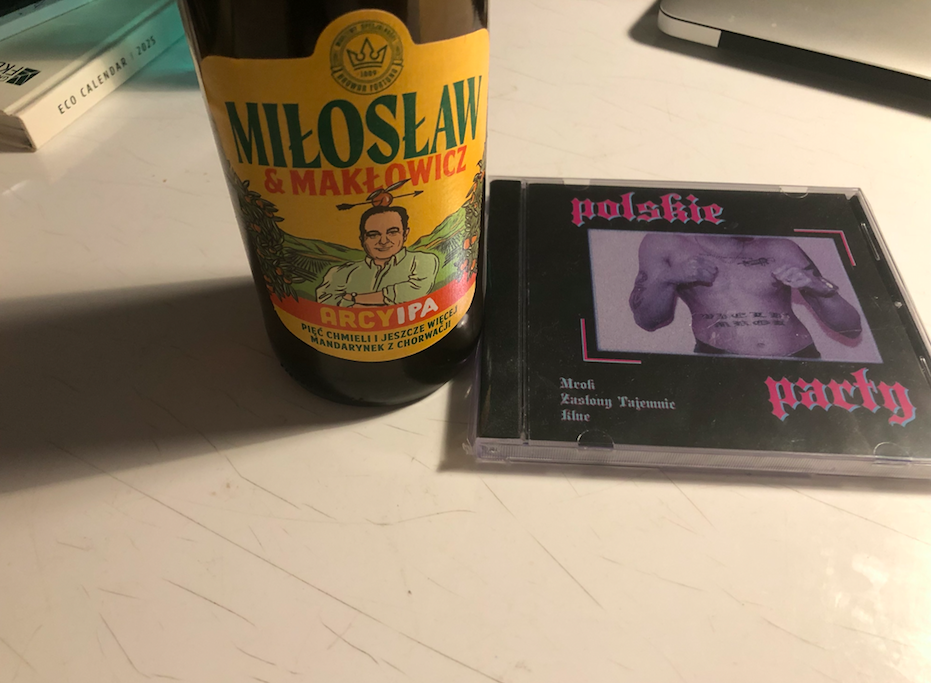 ECO CALENDAR / 2025
1889
BROWAR FORTUNA
MIŁOSŁAW
& MAKŁOWICZ
ARCYIPA
PIĘĆ CHMIELI I JESZCZE WIĘCEJ
MANDARYNEK Z CHORWACJI
polskie
party
Mrok
Zasłony Tajemnic
Klne